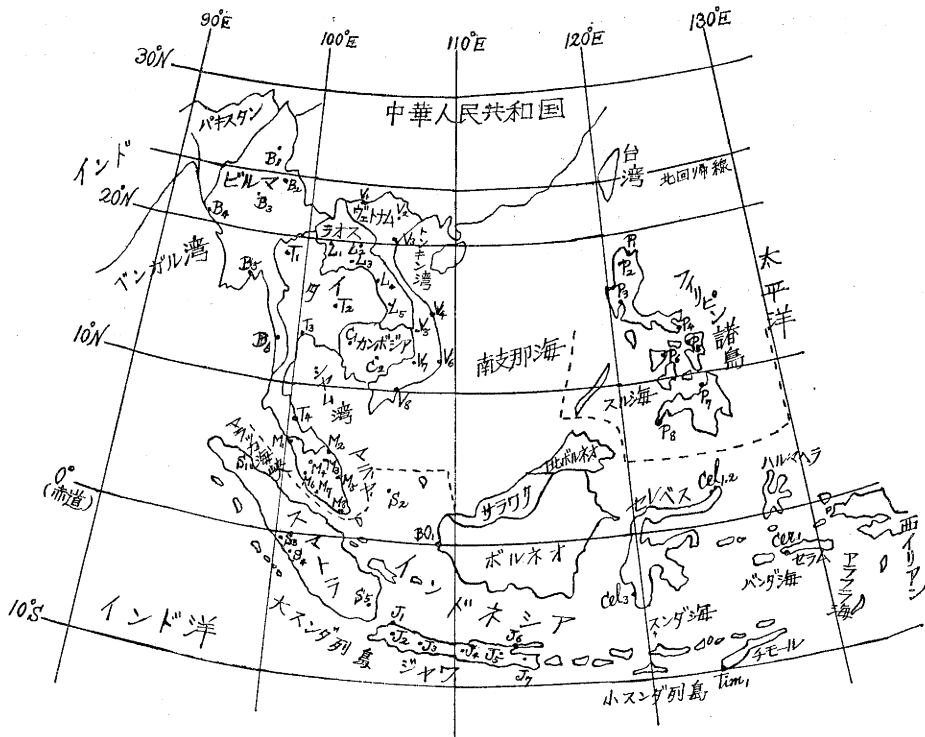 90°E
100°E
110°E
120°E
130°E
30°N
20°N
10°N
0°
(赤道)
10°S
中華人民共和国
パキスタン
インド
ビルマ
B1
B2
B3
B4
B5
B6
ベンガル湾
台湾
北回帰線
太平洋
V1
ヴェトナム
V2
V3
トンキン湾
ラオス
L1
L2
L3
L4
L5
タイ
T1
T2
T3
T4
C1
カンボジア
C2
V4
V5
V6
V7
V8
シャム湾
南支那海
P1
P2
P3
P4
P5
P6
P7
P8
フィリピン諸島
スル海
マラッカ海峡
マラヤ
M1
M2
M3
M4
M5
M6
M7
M8
S1
S2
S3
S4
S5
スマトラ
北ボルネオ
サラワク
BO1
ボルネオ
セレベス
Cel1,2
Cel3
ハルマヘラ
Cer1
セラム
バンダ海
西イリアン
アラフラ海
インドネシア
インド洋
大スンダ列島
ジャワ
J1
J2
J3
J4
J5
J6
J7
スンダ海
小スンダ列島
チモール
tim1